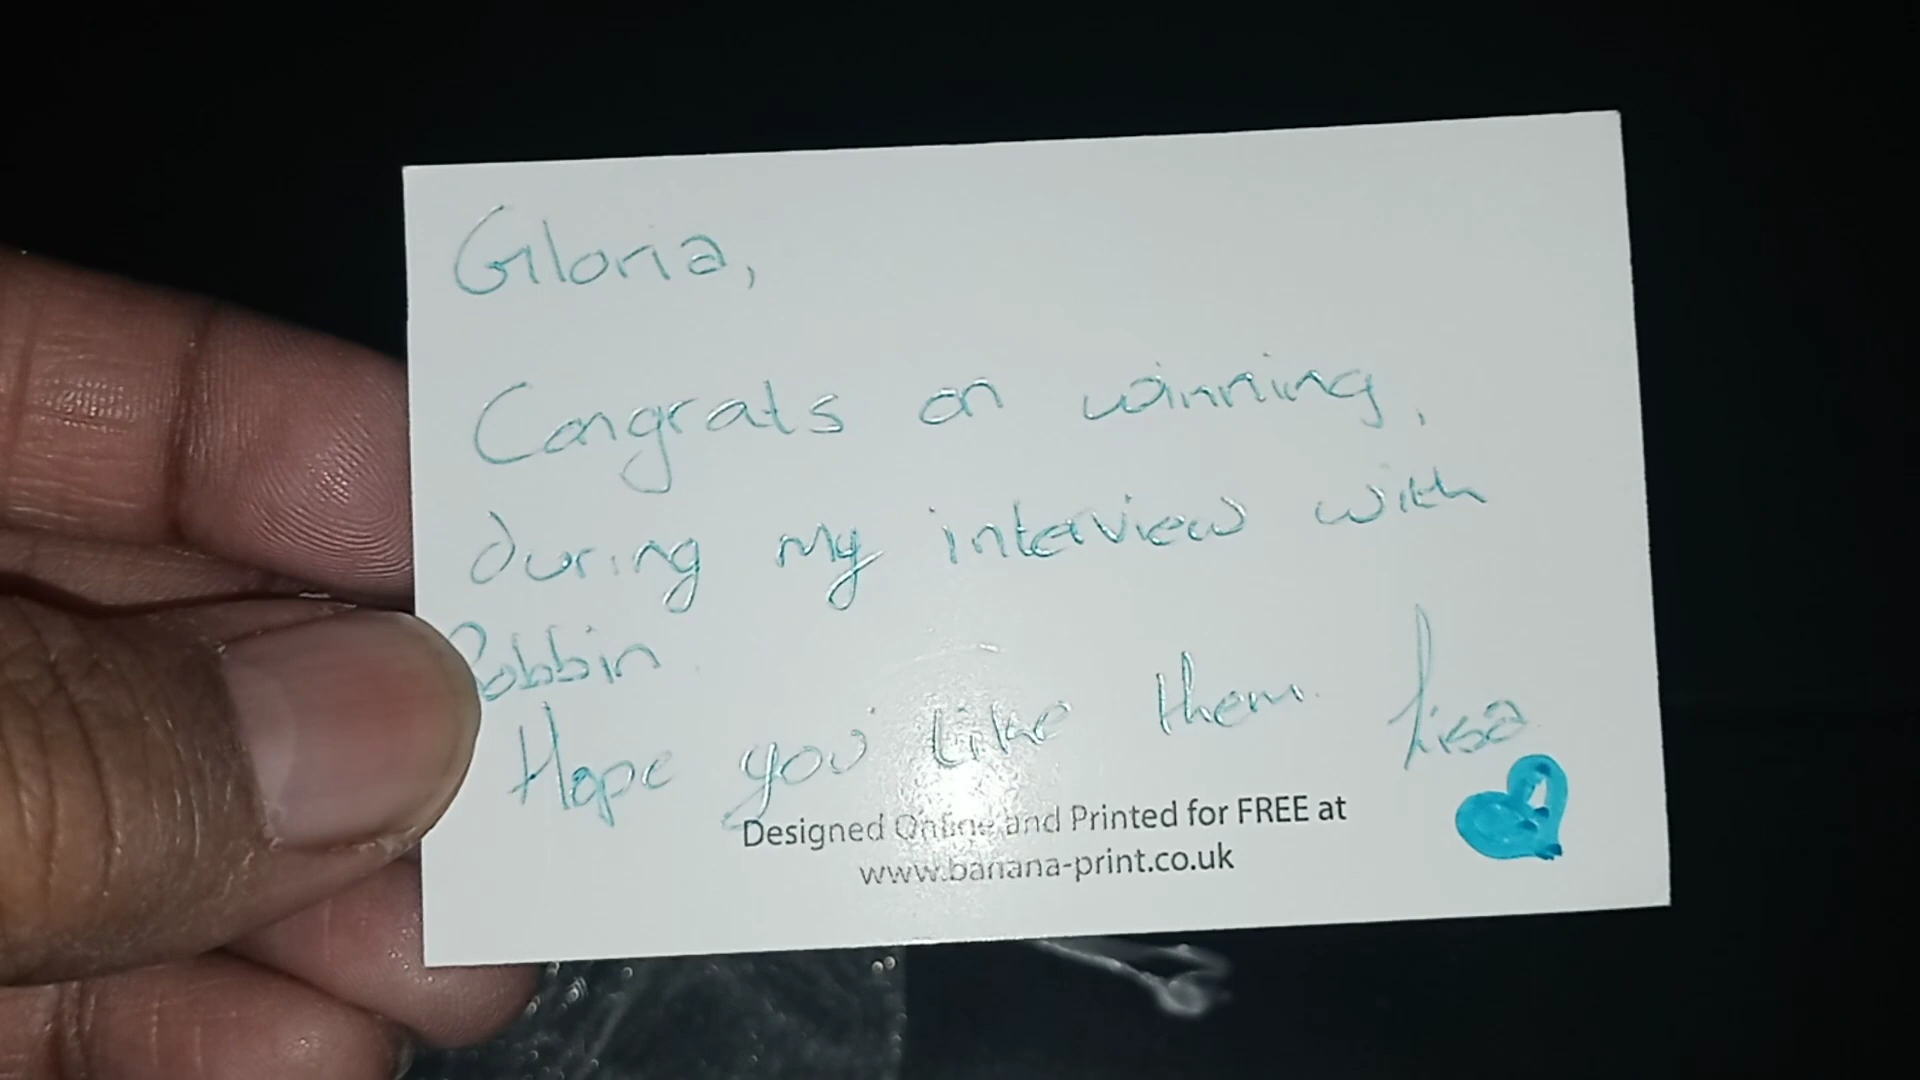 Gloria,
Congrats on winning,
during my interview with
Robbin.
Hope you like them. Lisa
Designed Online and Printed for FREE at
www.banana-print.co.uk